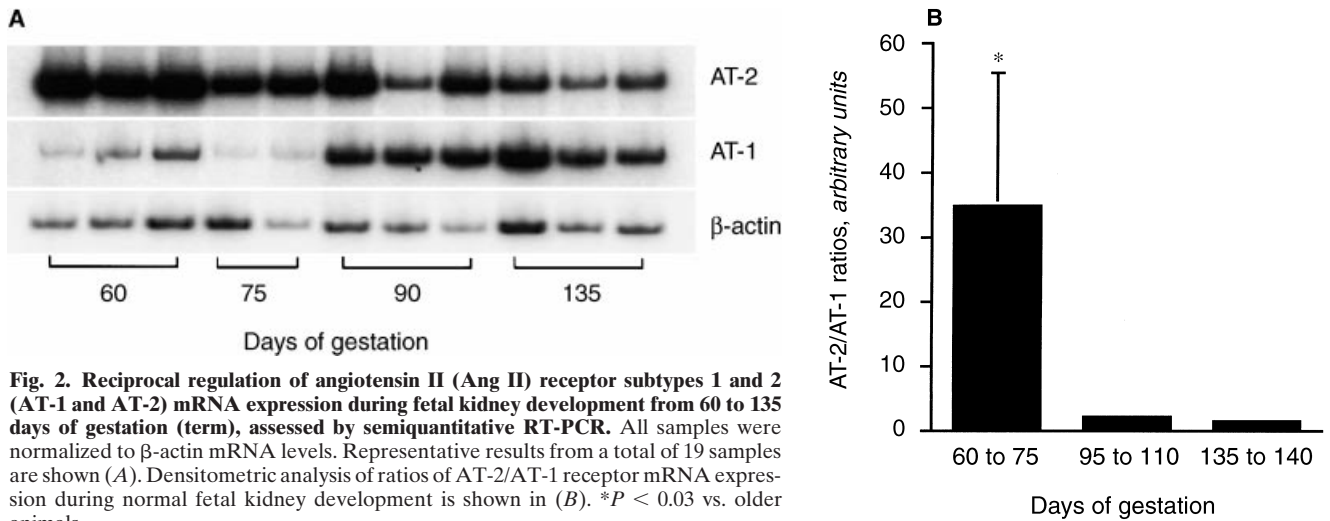 A
AT-2
AT-1
β-actin
60 75 90 135
Days of gestation
Fig. 2. Reciprocal regulation of angiotensin II (Ang II) receptor subtypes 1 and 2
(AT-1 and AT-2) mRNA expression during fetal kidney development from 60 to 135
days of gestation (term), assessed by semiquantitative RT-PCR. All samples were
normalized to β-actin mRNA levels. Representative results from a total of 19 samples
are shown (A). Densitometric analysis of ratios of AT-2/AT-1 receptor mRNA expres-
sion during normal fetal kidney development is shown in (B). *P < 0.03 vs. older
B
60
50
40
30
20
10
0
AT-2/AT-1 ratios, arbitrary units
*
60 to 75 95 to 110 135 to 140
Days of gestation